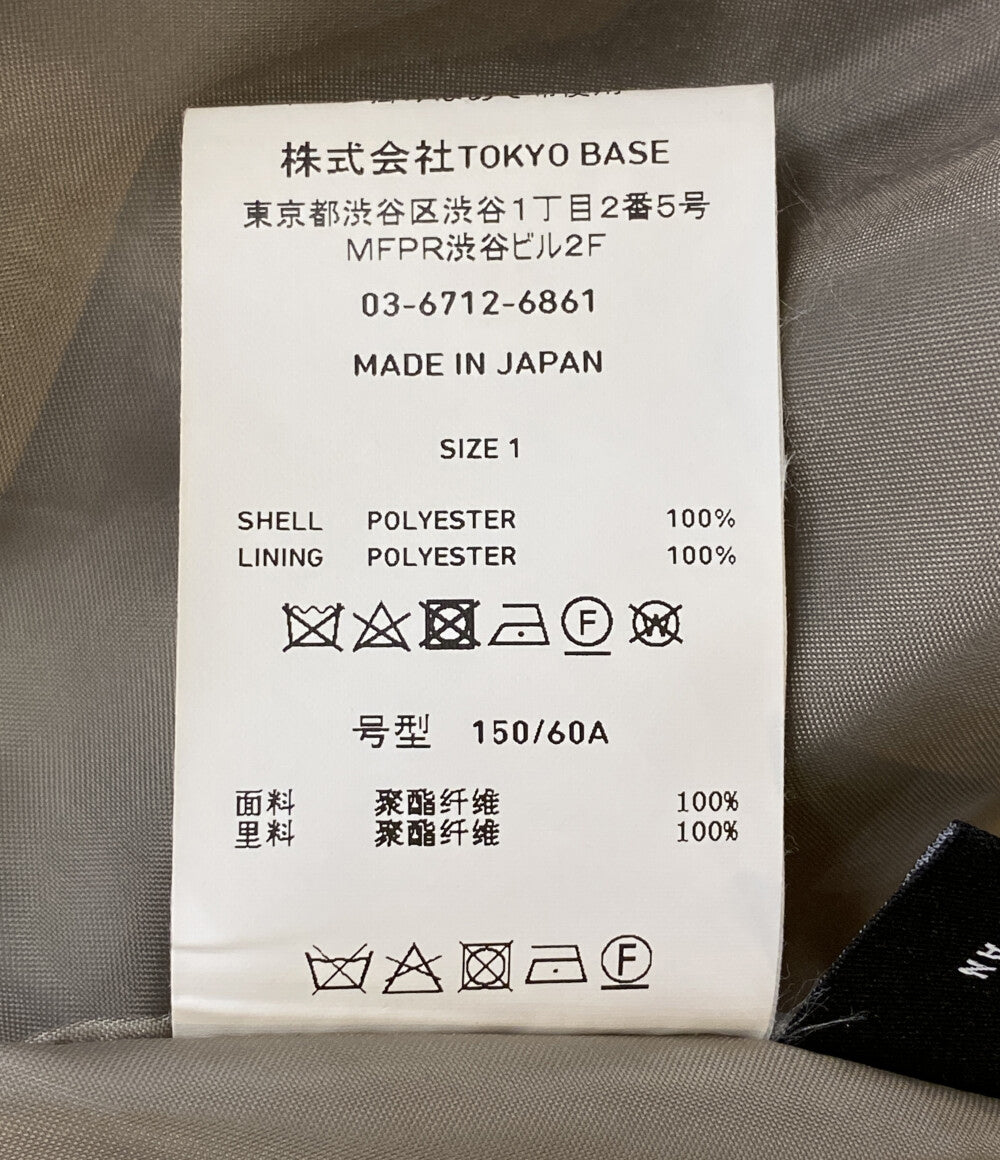 株式会社TOKYO BASE
東京都渋谷区渋谷1丁目2番5号
MFPR渋谷ビル2F
03-6712-6861
MADE IN JAPAN
SIZE 1
SHELL POLYESTER 100%
LINING POLYESTER 100%
F W
号型 150/60A
面料 聚酯纤维 100%
里料 聚酯纤维 100%
F